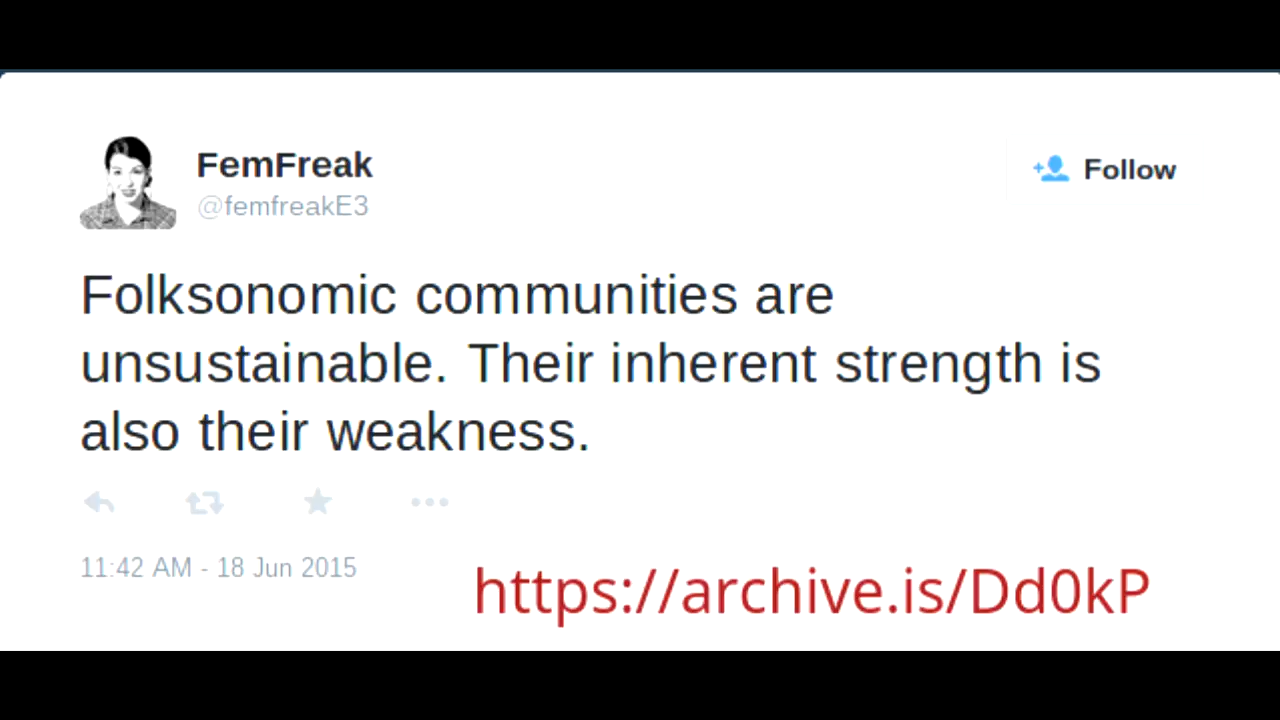 FemFreak
@femfreakE3
Follow
Folksonomic communities are
unsustainable. Their inherent strength is
also their weakness.
11:42 AM - 18 Jun 2015
https://archive.is/Dd0kP